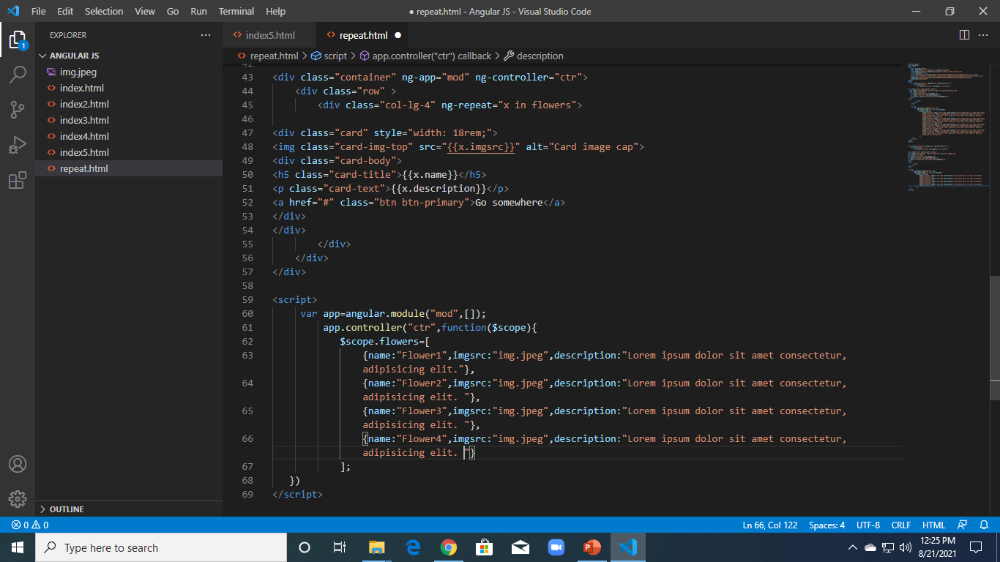 File Edit Selection View Go Run Terminal Help ● repeat.html - Angular JS - Visual Studio Code
EXPLORER ···
index5.html repeat.html ●
ANGULAR JS
repeat.html > script > app.controller("ctr") callback > description
img.jpeg
index.html
index2.html
index3.html
index4.html
index5.html
repeat.html
42
43 <div class="container" ng-app="mod" ng-controller="ctr">
44 <div class="row" >
45 <div class="col-lg-4" ng-repeat="x in flowers">
46
47 <div class="card" style="width: 18rem;">
48 <img class="card-img-top" src="{{x.imgsrc}}" alt="Card image cap">
49 <div class="card-body">
50 <h5 class="card-title">{{x.name}}</h5>
51 <p class="card-text">{{x.description}}</p>
52 <a href="#" class="btn btn-primary">Go somewhere</a>
53 </div>
54 </div>
55 </div>
56 </div>
57 </div>
58
59 <script>
60 var app=angular.module("mod",[]);
61 app.controller("ctr",function($scope){
62 $scope.flowers=[
63 {name:"Flower1",imgsrc:"img.jpeg",description:"Lorem ipsum dolor sit amet consectetur,
adipisicing elit."},
64 {name:"Flower2",imgsrc:"img.jpeg",description:"Lorem ipsum dolor sit amet consectetur,
adipisicing elit. "},
65 {name:"Flower3",imgsrc:"img.jpeg",description:"Lorem ipsum dolor sit amet consectetur,
adipisicing elit. "},
66 {name:"Flower4",imgsrc:"img.jpeg",description:"Lorem ipsum dolor sit amet consectetur,
adipisicing elit. "}
67 ];
68 })
69 </script>
OUTLINE
0 0 Ln 66, Col 122 Spaces: 4 UTF-8 CRLF HTML
Type here to search
12:25 PM
8/21/2021
1